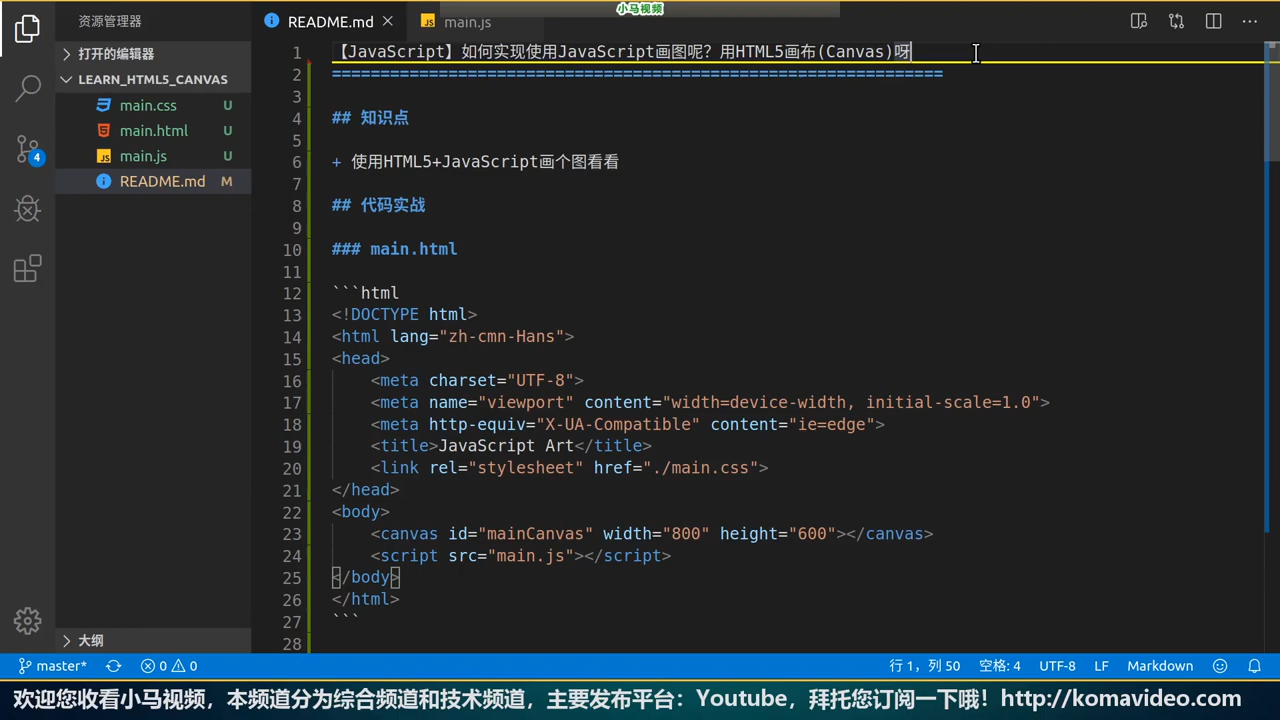 小马视频
资源管理器
README.md
main.js
打开的编辑器
LEARN_HTML5_CANVAS
main.css U
main.html U
main.js U
README.md M
4
大纲
1 【JavaScript】如何实现使用JavaScript画图呢？用HTML5画布(Canvas)呀
2 ===============================================================
3
4 ## 知识点
5
6 + 使用HTML5+JavaScript画个图看看
7
8 ## 代码实战
9
10 ### main.html
11
12 ```html
13 <!DOCTYPE html>
14 <html lang="zh-cmn-Hans">
15 <head>
16 <meta charset="UTF-8">
17 <meta name="viewport" content="width=device-width, initial-scale=1.0">
18 <meta http-equiv="X-UA-Compatible" content="ie=edge">
19 <title>JavaScript Art</title>
20 <link rel="stylesheet" href="./main.css">
21 </head>
22 <body>
23 <canvas id="mainCanvas" width="800" height="600"></canvas>
24 <script src="main.js"></script>
25 </body>
26 </html>
27 ```
28
master* 0 0 行 1，列 50 空格: 4 UTF-8 LF Markdown
欢迎您收看小马视频，本频道分为综合频道和技术频道，主要发布平台：Youtube，拜托您订阅一下哦！http://komavideo.com